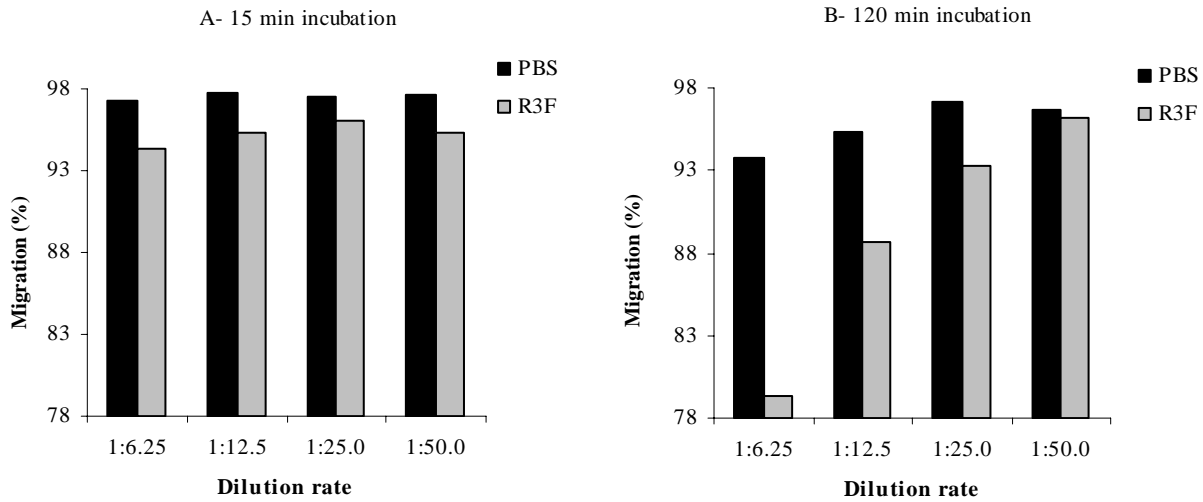 A- 15 min incubation
PBS
R3F
98
93
88
83
78
Migration (%)
1:6.25 1:12.5 1:25.0 1:50.0
Dilution rate
B- 120 min incubation
PBS
R3F
98
93
88
83
78
Migration (%)
1:6.25 1:12.5 1:25.0 1:50.0
Dilution rate